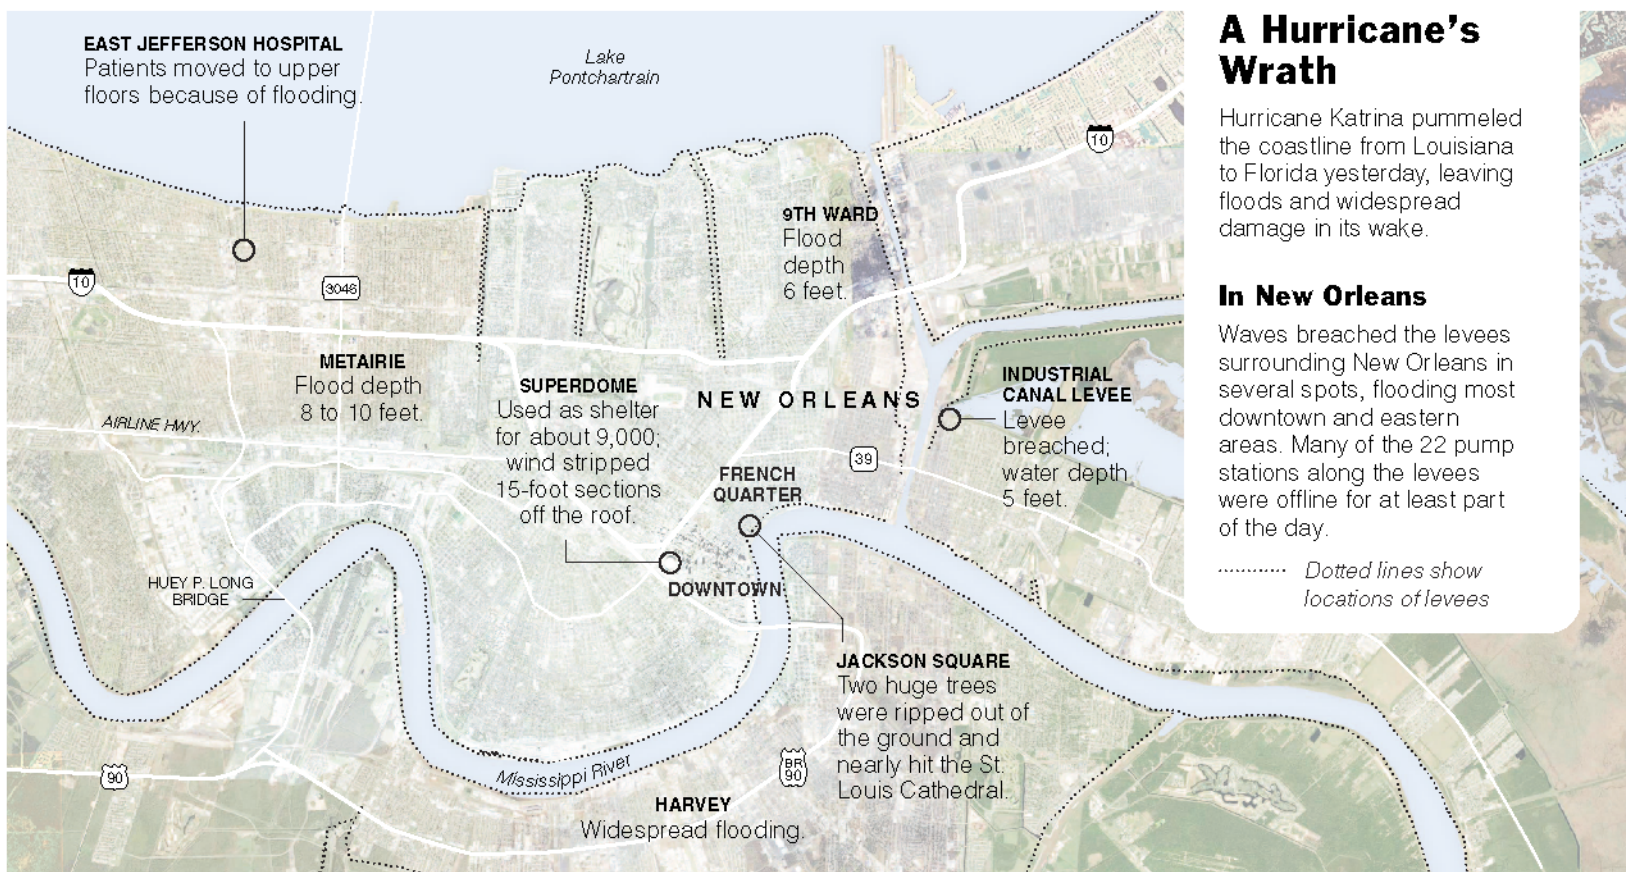 EAST JEFFERSON HOSPITAL
Patients moved to upper
floors because of flooding.
Lake
Pontchartrain
10
9TH WARD
Flood
depth
6 feet.
10
3046
METAIRIE
Flood depth
8 to 10 feet.
AIRLINE HWY.
SUPERDOME
Used as shelter
for about 9,000;
wind stripped
15-foot sections
off the roof.
NEW ORLEANS
INDUSTRIAL
CANAL LEVEE
Levee
breached;
water depth
5 feet.
39
FRENCH
QUARTER
DOWNTOWN
HUEY P. LONG
BRIDGE
JACKSON SQUARE
Two huge trees
were ripped out of
the ground and
nearly hit the St.
Louis Cathedral.
90
Mississippi River
BR
90
HARVEY
Widespread flooding.
A Hurricane's
Wrath
Hurricane Katrina pummeled
the coastline from Louisiana
to Florida yesterday, leaving
floods and widespread
damage in its wake.
In New Orleans
Waves breached the levees
surrounding New Orleans in
several spots, flooding most
downtown and eastern
areas. Many of the 22 pump
stations along the levees
were offline for at least part
of the day.
Dotted lines show
locations of levees